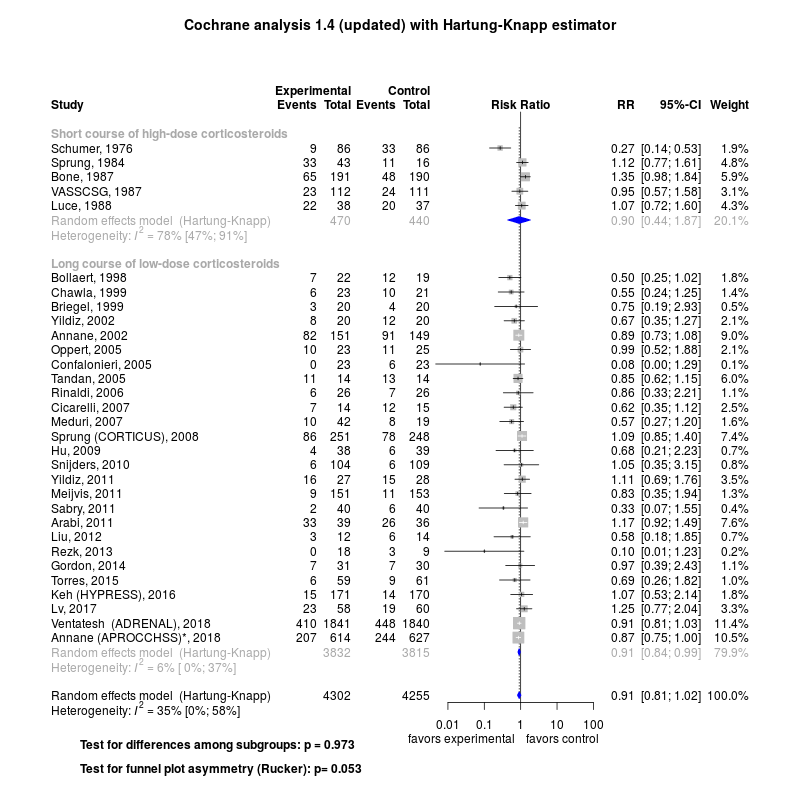 Cochrane analysis 1.4 (updated) with Hartung-Knapp estimator
Experimental Control
Study Events Total Events Total Risk Ratio RR 95%-CI Weight
Short course of high-dose corticosteroids
Schumer, 1976 9 86 33 86 0.27 [0.14; 0.53] 1.9%
Sprung, 1984 33 43 11 16 1.12 [0.77; 1.61] 4.8%
Bone, 1987 65 191 48 190 1.35 [0.98; 1.84] 5.9%
VASSCSG, 1987 23 112 24 111 0.95 [0.57; 1.58] 3.1%
Luce, 1988 22 38 20 37 1.07 [0.72; 1.60] 4.3%
Random effects model (Hartung-Knapp) 470 440 0.90 [0.44; 1.87] 20.1%
Heterogeneity: I² = 78% [47%; 91%]
Long course of low-dose corticosteroids
Bollaert, 1998 7 22 12 19 0.50 [0.25; 1.02] 1.8%
Chawla, 1999 6 23 10 21 0.55 [0.24; 1.25] 1.4%
Briegel, 1999 3 20 4 20 0.75 [0.19; 2.93] 0.5%
Yildiz, 2002 8 20 12 20 0.67 [0.35; 1.27] 2.1%
Annane, 2002 82 151 91 149 0.89 [0.73; 1.08] 9.0%
Oppert, 2005 10 23 11 25 0.99 [0.52; 1.88] 2.1%
Confalonieri, 2005 0 23 6 23 0.08 [0.00; 1.29] 0.1%
Tandan, 2005 11 14 13 14 0.85 [0.62; 1.15] 6.0%
Rinaldi, 2006 6 26 7 26 0.86 [0.33; 2.21] 1.1%
Cicarelli, 2007 7 14 12 15 0.62 [0.35; 1.12] 2.5%
Meduri, 2007 10 42 8 19 0.57 [0.27; 1.20] 1.7%
Sprung (CORTICUS), 2008 86 251 78 248 1.09 [0.85; 1.40] 7.4%
Hu, 2009 4 38 6 39 0.68 [0.21; 2.23] 0.7%
Snijders, 2010 6 104 6 109 1.05 [0.35; 3.15] 0.8%
Yildiz, 2011 16 27 15 28 1.11 [0.69; 1.76] 3.5%
Meijvis, 2011 9 151 11 153 0.83 [0.35; 1.94] 1.3%
Sabry, 2011 2 40 6 40 0.33 [0.07; 1.55] 0.4%
Arabi, 2011 33 39 26 36 1.17 [0.92; 1.49] 7.6%
Liu, 2012 3 12 6 14 0.58 [0.18; 1.85] 0.7%
Rezk, 2013 0 18 3 9 0.10 [0.01; 1.23] 0.2%
Gordon, 2014 7 31 7 30 0.97 [0.39; 2.43] 1.1%
Torres, 2015 6 59 9 61 0.69 [0.26; 1.82] 1.0%
Keh (HYPRESS), 2016 15 171 14 170 1.07 [0.53; 2.14] 1.8%
Lv, 2017 23 58 19 60 1.25 [0.77; 2.04] 3.3%
Ventatesh (ADRENAL), 2018 410 1841 448 1840 0.91 [0.81; 1.03] 11.4%
Annane (APROCCHSS)*, 2018 207 614 244 627 0.87 [0.75; 1.00] 10.5%
Random effects model (Hartung-Knapp) 3832 3815 0.91 [0.84; 0.99] 79.9%
Heterogeneity: I² = 6% [ 0%; 37%]
Random effects model (Hartung-Knapp) 4302 4255 0.91 [0.81; 1.02] 100.0%
Heterogeneity: I² = 35% [0%; 58%]
0.01 0.1 1 10 100
favors experimental favors control
Test for differences among subgroups: p = 0.973
Test for funnel plot asymmetry (Rucker): p= 0.053